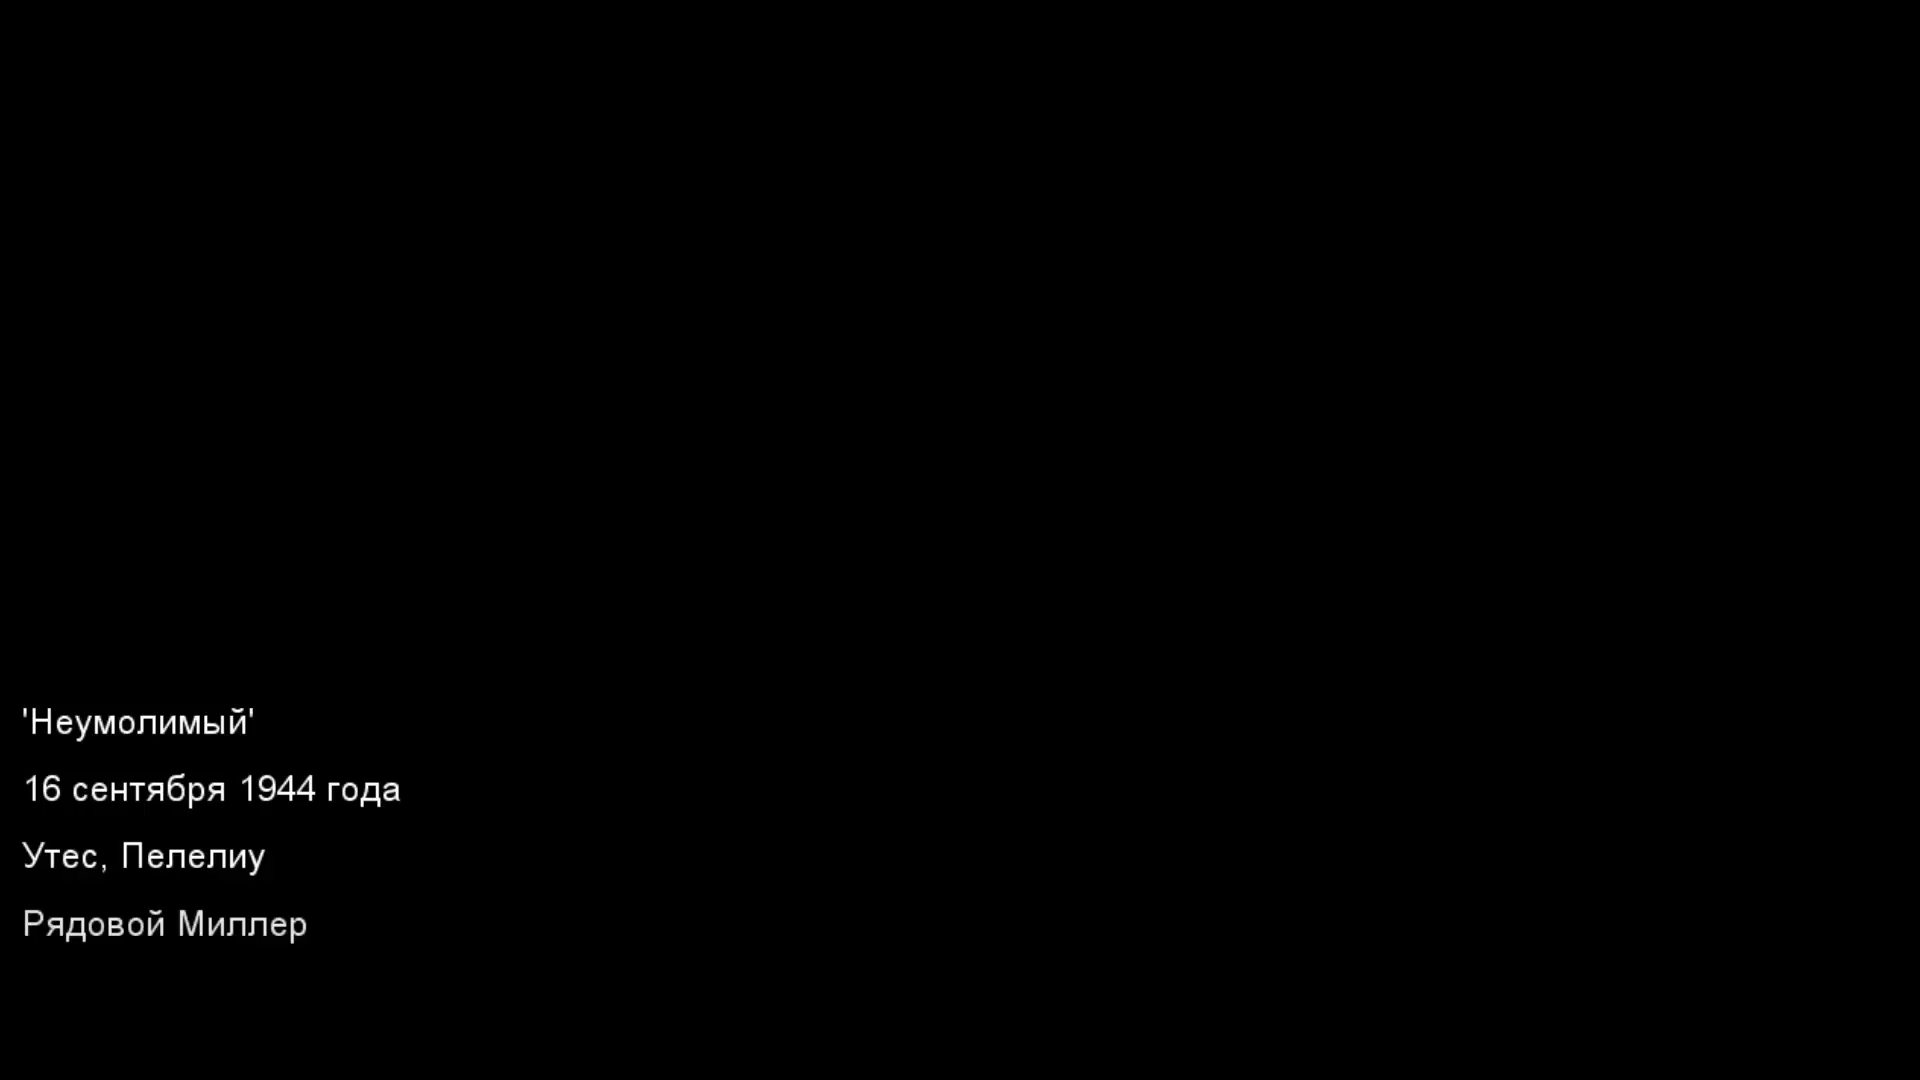 'Неумолимый'
16 сентября 1944 года
Утес, Пелелиу
Рядовой Миллер